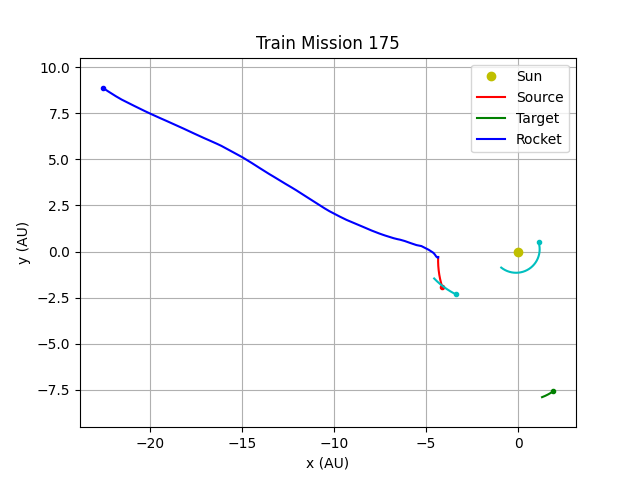 Train Mission 175
10.0
7.5
5.0
2.5
0.0
−2.5
−5.0
−7.5
y (AU)
Sun
Source
Target
Rocket
−20
−15
−10
−5
0
x (AU)